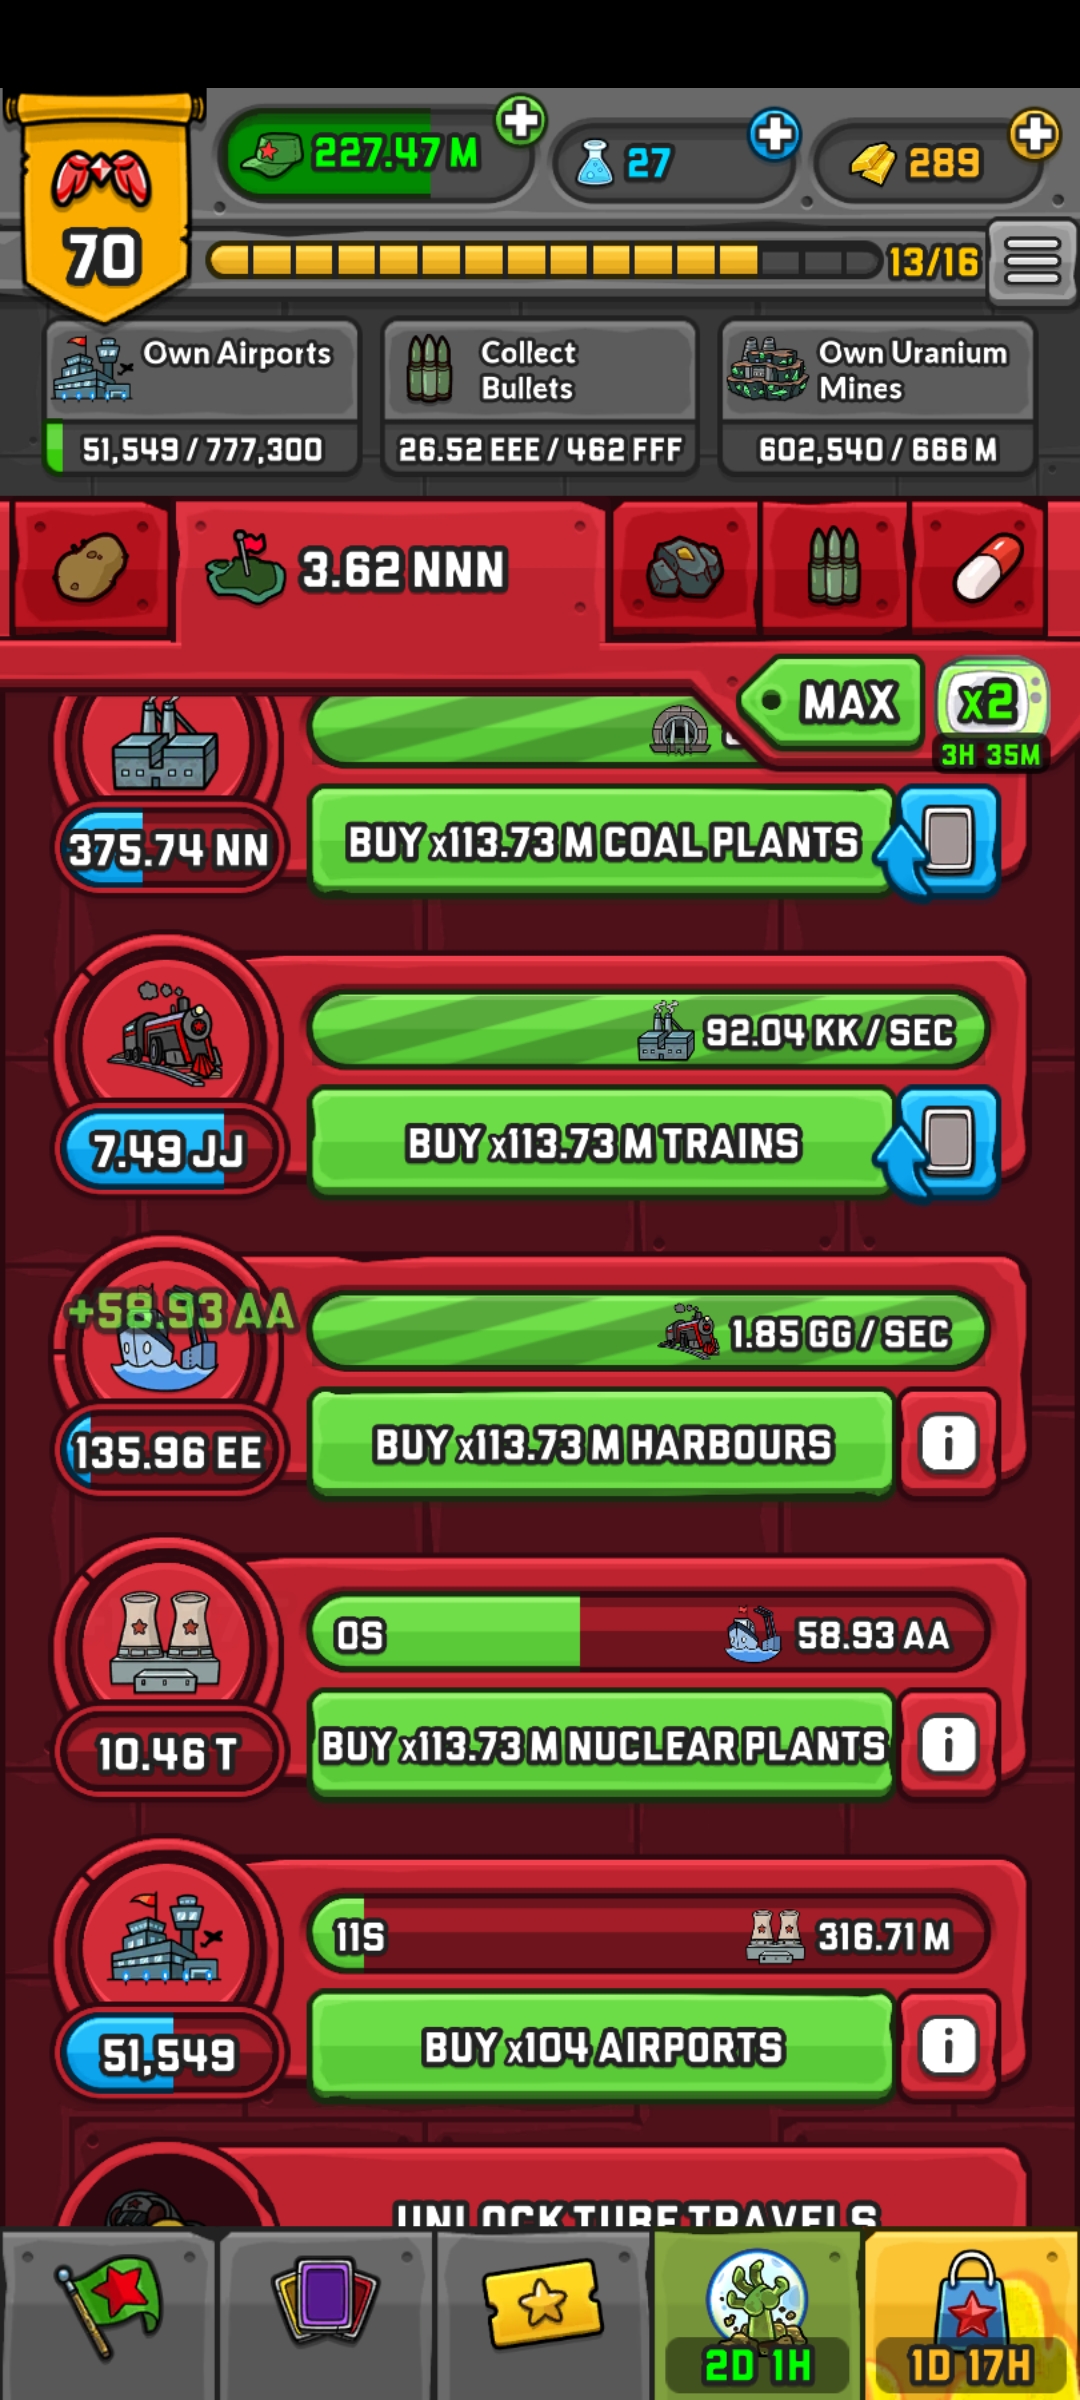 227.47 M
27
289
70
13/16
Own Airports
51,549 / 777,300
Collect
Bullets
26.52 EEE / 462 FFF
Own Uranium
Mines
602,540 / 666 M
3.62 NNN
MAX
x2
3H 35M
375.74 NN
BUY x113.73 M COAL PLANTS
92.04 KK / SEC
7.49 JJ
BUY x113.73 M TRAINS
+58.93 AA
1.85 GG / SEC
135.96 EE
BUY x113.73 M HARBOURS
i
0S
58.93 AA
10.46 T
BUY x113.73 M NUCLEAR PLANTS
i
11S
316.71 M
51,549
BUY x104 AIRPORTS
i
UNLOCK TUBE TRAVELS
2D 1H
1D 17H